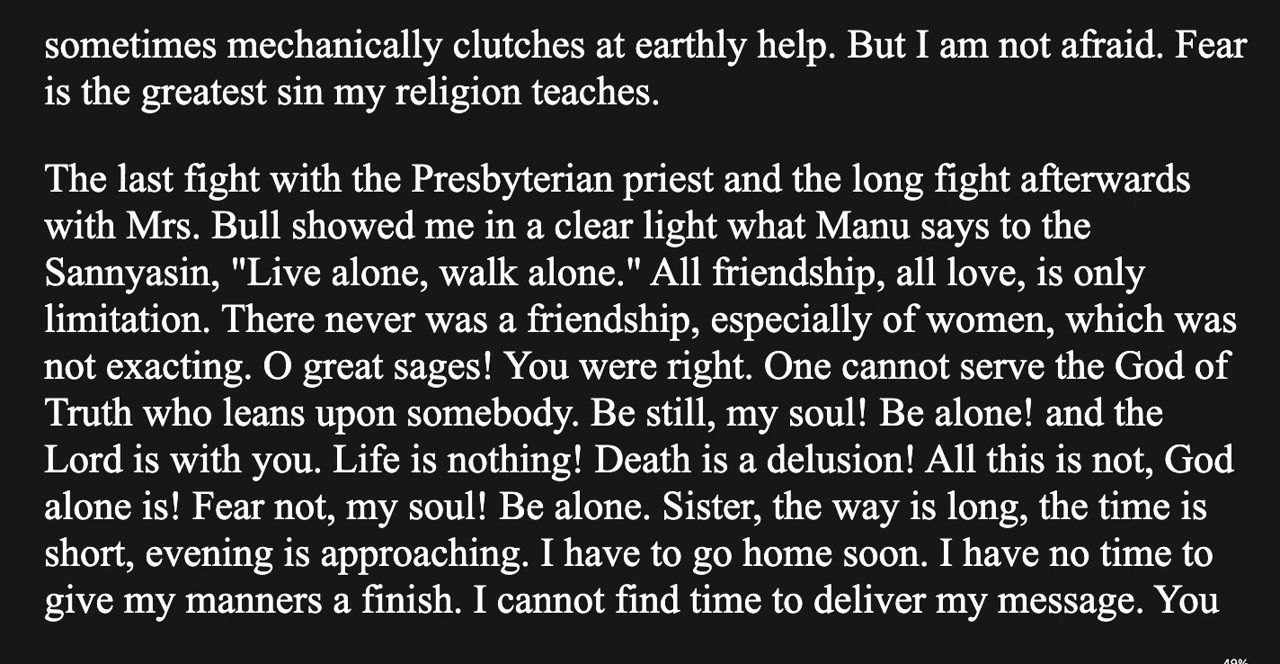 sometimes mechanically clutches at earthly help. But I am not afraid. Fear
is the greatest sin my religion teaches.
The last fight with the Presbyterian priest and the long fight afterwards
with Mrs. Bull showed me in a clear light what Manu says to the
Sannyasin, "Live alone, walk alone." All friendship, all love, is only
limitation. There never was a friendship, especially of women, which was
not exacting. O great sages! You were right. One cannot serve the God of
Truth who leans upon somebody. Be still, my soul! Be alone! and the
Lord is with you. Life is nothing! Death is a delusion! All this is not, God
alone is! Fear not, my soul! Be alone. Sister, the way is long, the time is
short, evening is approaching. I have to go home soon. I have no time to
give my manners a finish. I cannot find time to deliver my message. You
49%